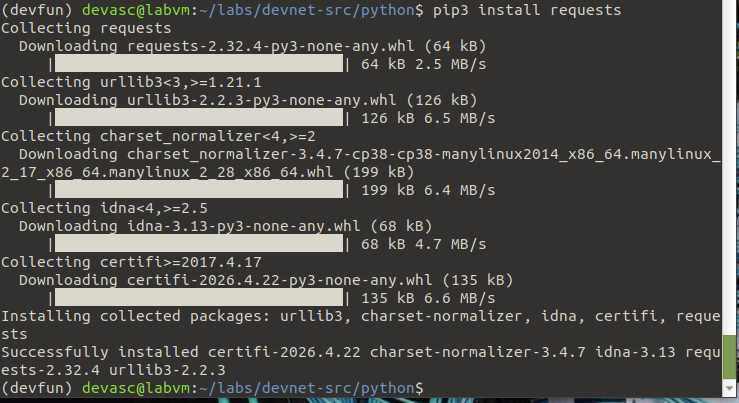 (devfun) devasc@labvm:~/labs/devnet-src/python$ pip3 install requests
Collecting requests
  Downloading requests-2.32.4-py3-none-any.whl (64 kB)
     |                                | 64 kB 2.5 MB/s
Collecting urllib3<3,>=1.21.1
  Downloading urllib3-2.2.3-py3-none-any.whl (126 kB)
     |                                | 126 kB 6.5 MB/s
Collecting charset_normalizer<4,>=2
  Downloading charset_normalizer-3.4.7-cp38-cp38-manylinux2014_x86_64.manylinux_
2_17_x86_64.manylinux_2_28_x86_64.whl (199 kB)
     |                                | 199 kB 6.4 MB/s
Collecting idna<4,>=2.5
  Downloading idna-3.13-py3-none-any.whl (68 kB)
     |                                | 68 kB 4.7 MB/s
Collecting certifi>=2017.4.17
  Downloading certifi-2026.4.22-py3-none-any.whl (135 kB)
     |                                | 135 kB 6.6 MB/s
Installing collected packages: urllib3, charset-normalizer, idna, certifi, reque
sts
Successfully installed certifi-2026.4.22 charset-normalizer-3.4.7 idna-3.13 requ
ests-2.32.4 urllib3-2.2.3
(devfun) devasc@labvm:~/labs/devnet-src/python$